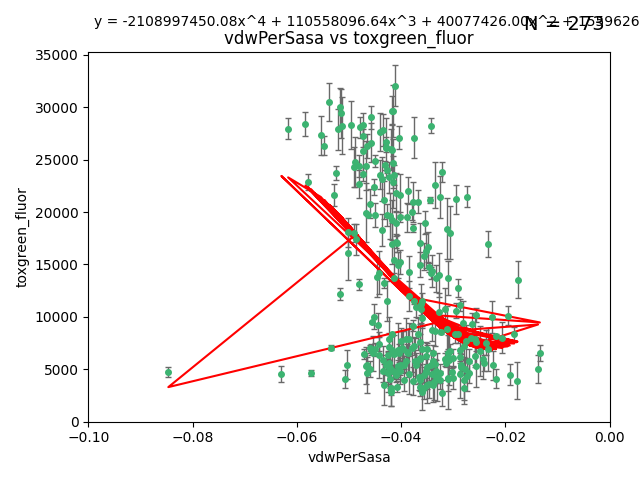 y = -2108997450.08x^4 + 110558096.64x^3 + 40077426.00x^2 + 1539626
N = 273
vdwPerSasa vs toxgreen_fluor
35000
30000
25000
20000
15000
10000
5000
0
toxgreen_fluor
−0.10 −0.08 −0.06 −0.04 −0.02 0.00
vdwPerSasa